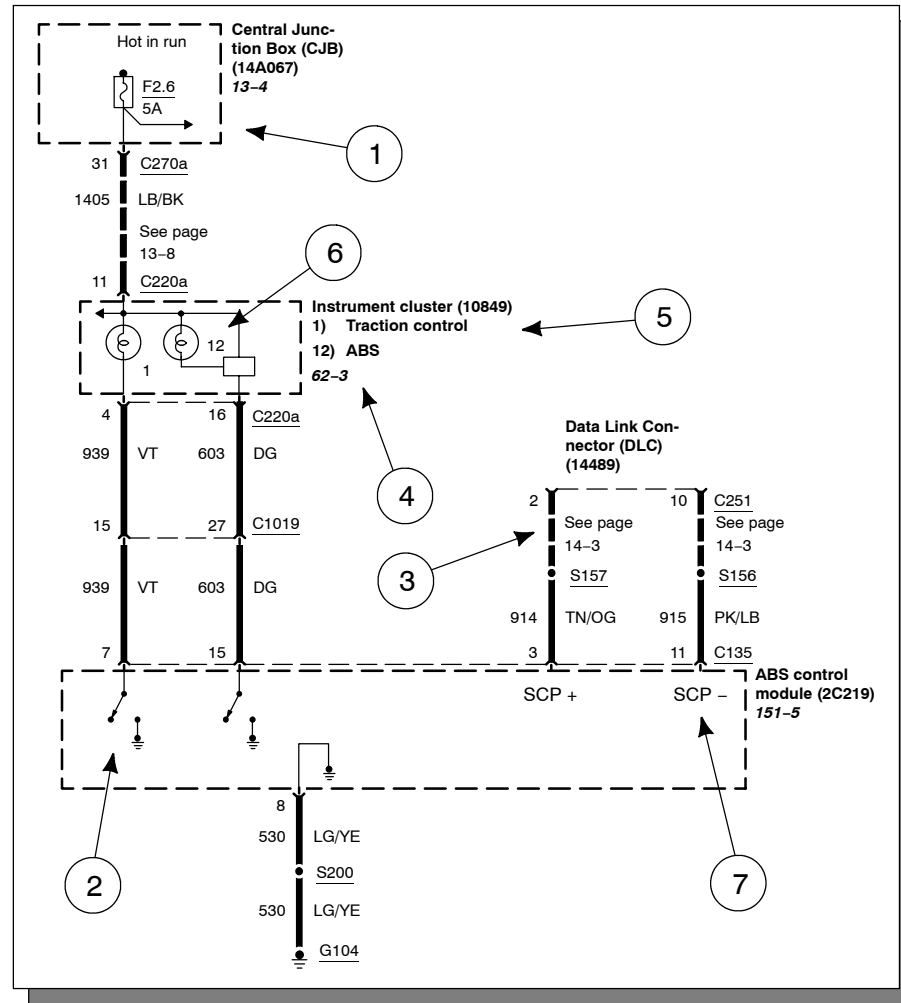 Hot in run
F2.6
5A
Central Junc-
tion Box (CJB)
(14A067)
13–4
1
31 C270a
1405 LB/BK
See page
13–8
11 C220a
6
12
1
Instrument cluster (10849)
1) Traction control
12) ABS
62–3
5
4 16 C220a
939 VT 603 DG
4
15 27 C1019
939 VT 603 DG
7 15
Data Link Con-
nector (DLC)
(14489)
2 10 C251
See page See page
14–3 14–3
3
S157 S156
914 TN/OG 915 PK/LB
3 11 C135
SCP + SCP –
ABS control
module (2C219)
151–5
8
530 LG/YE
S200
530 LG/YE
G104
2
7